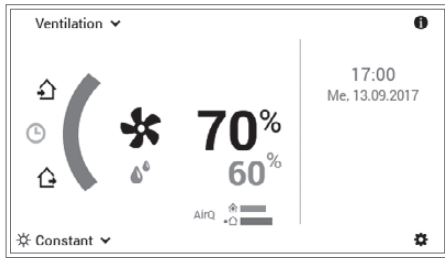 Ventilation
17:00
Me, 13.09.2017
70%
60%
AirQ
Constant